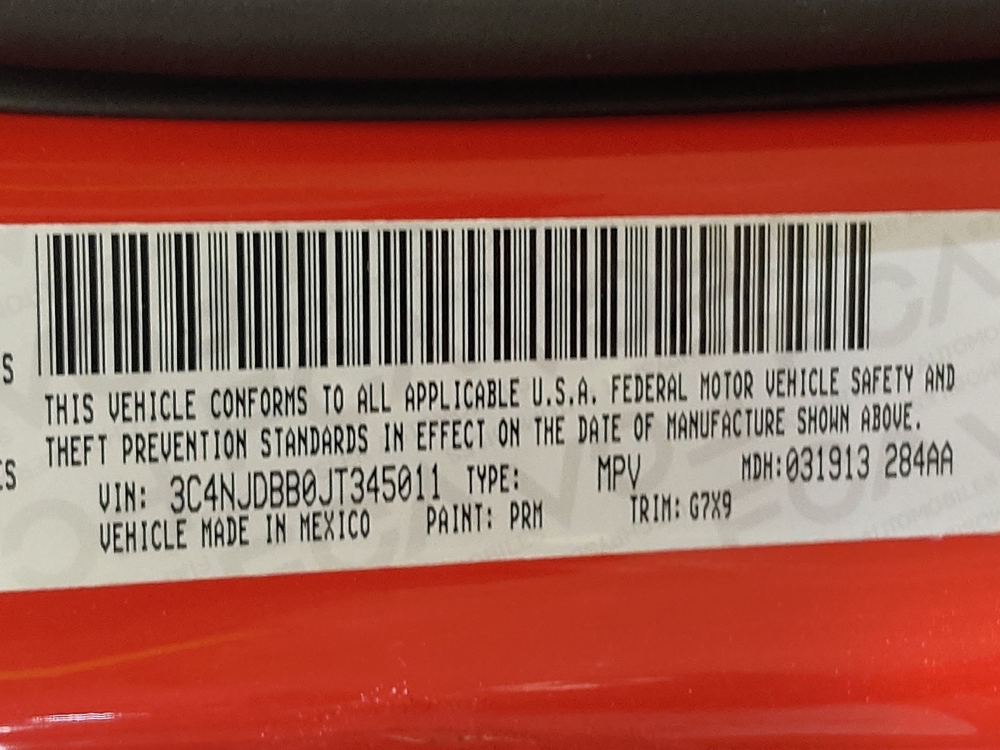 S
THIS VEHICLE CONFORMS TO ALL APPLICABLE U.S.A. FEDERAL MOTOR VEHICLE SAFETY AND
THEFT PREVENTION STANDARDS IN EFFECT ON THE DATE OF MANUFACTURE SHOWN ABOVE.
ES
VIN: 3C4NJDBB0JT345011 TYPE: MPV MDH:031913 284AA
VEHICLE MADE IN MEXICO PAINT: PRM TRIM: G7X9